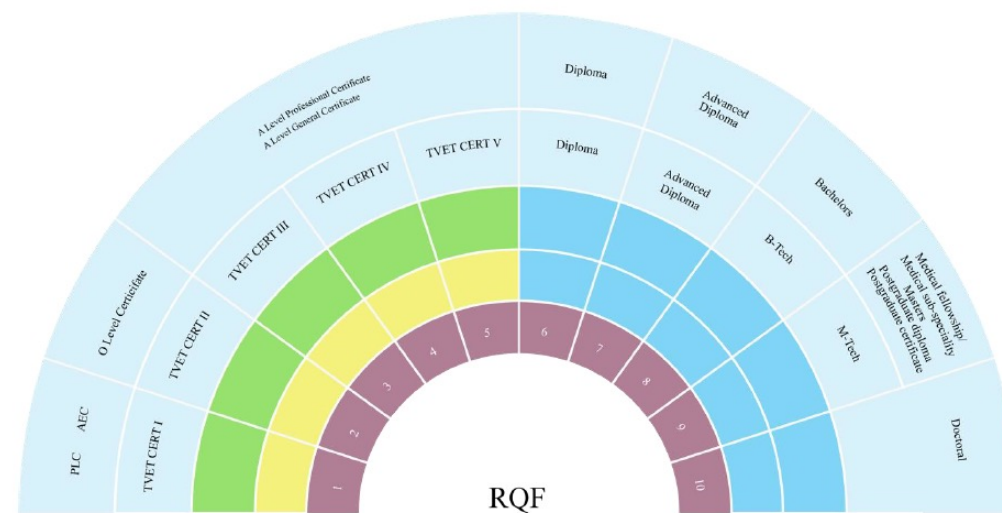 A Level Professional Certificate
A Level General Certificate
Diploma
Advanced
Diploma
Bachelors
Medical fellowship/
Medical sub-speciality
Masters
Postgraduate diploma
Postgraduate certificate
Doctoral
O Level Certicifate
PLC AEC
TVET CERT I
TVET CERT II
TVET CERT III
TVET CERT IV
TVET CERT V
Diploma
Advanced
Diploma
B-Tech
M-Tech
1
2
3
4
5
6
7
8
9
10
RQF